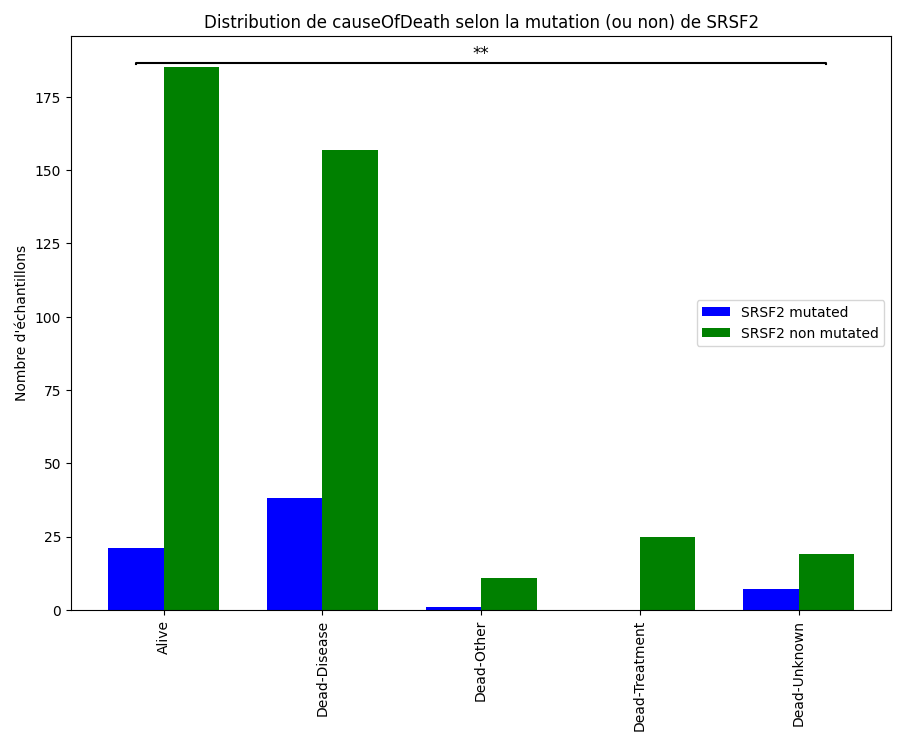 Distribution de causeOfDeath selon la mutation (ou non) de SRSF2
**
175
150
125
100
75
50
25
0
Nombre d'échantillons
SRSF2 mutated
SRSF2 non mutated
Alive
Dead-Disease
Dead-Other
Dead-Treatment
Dead-Unknown